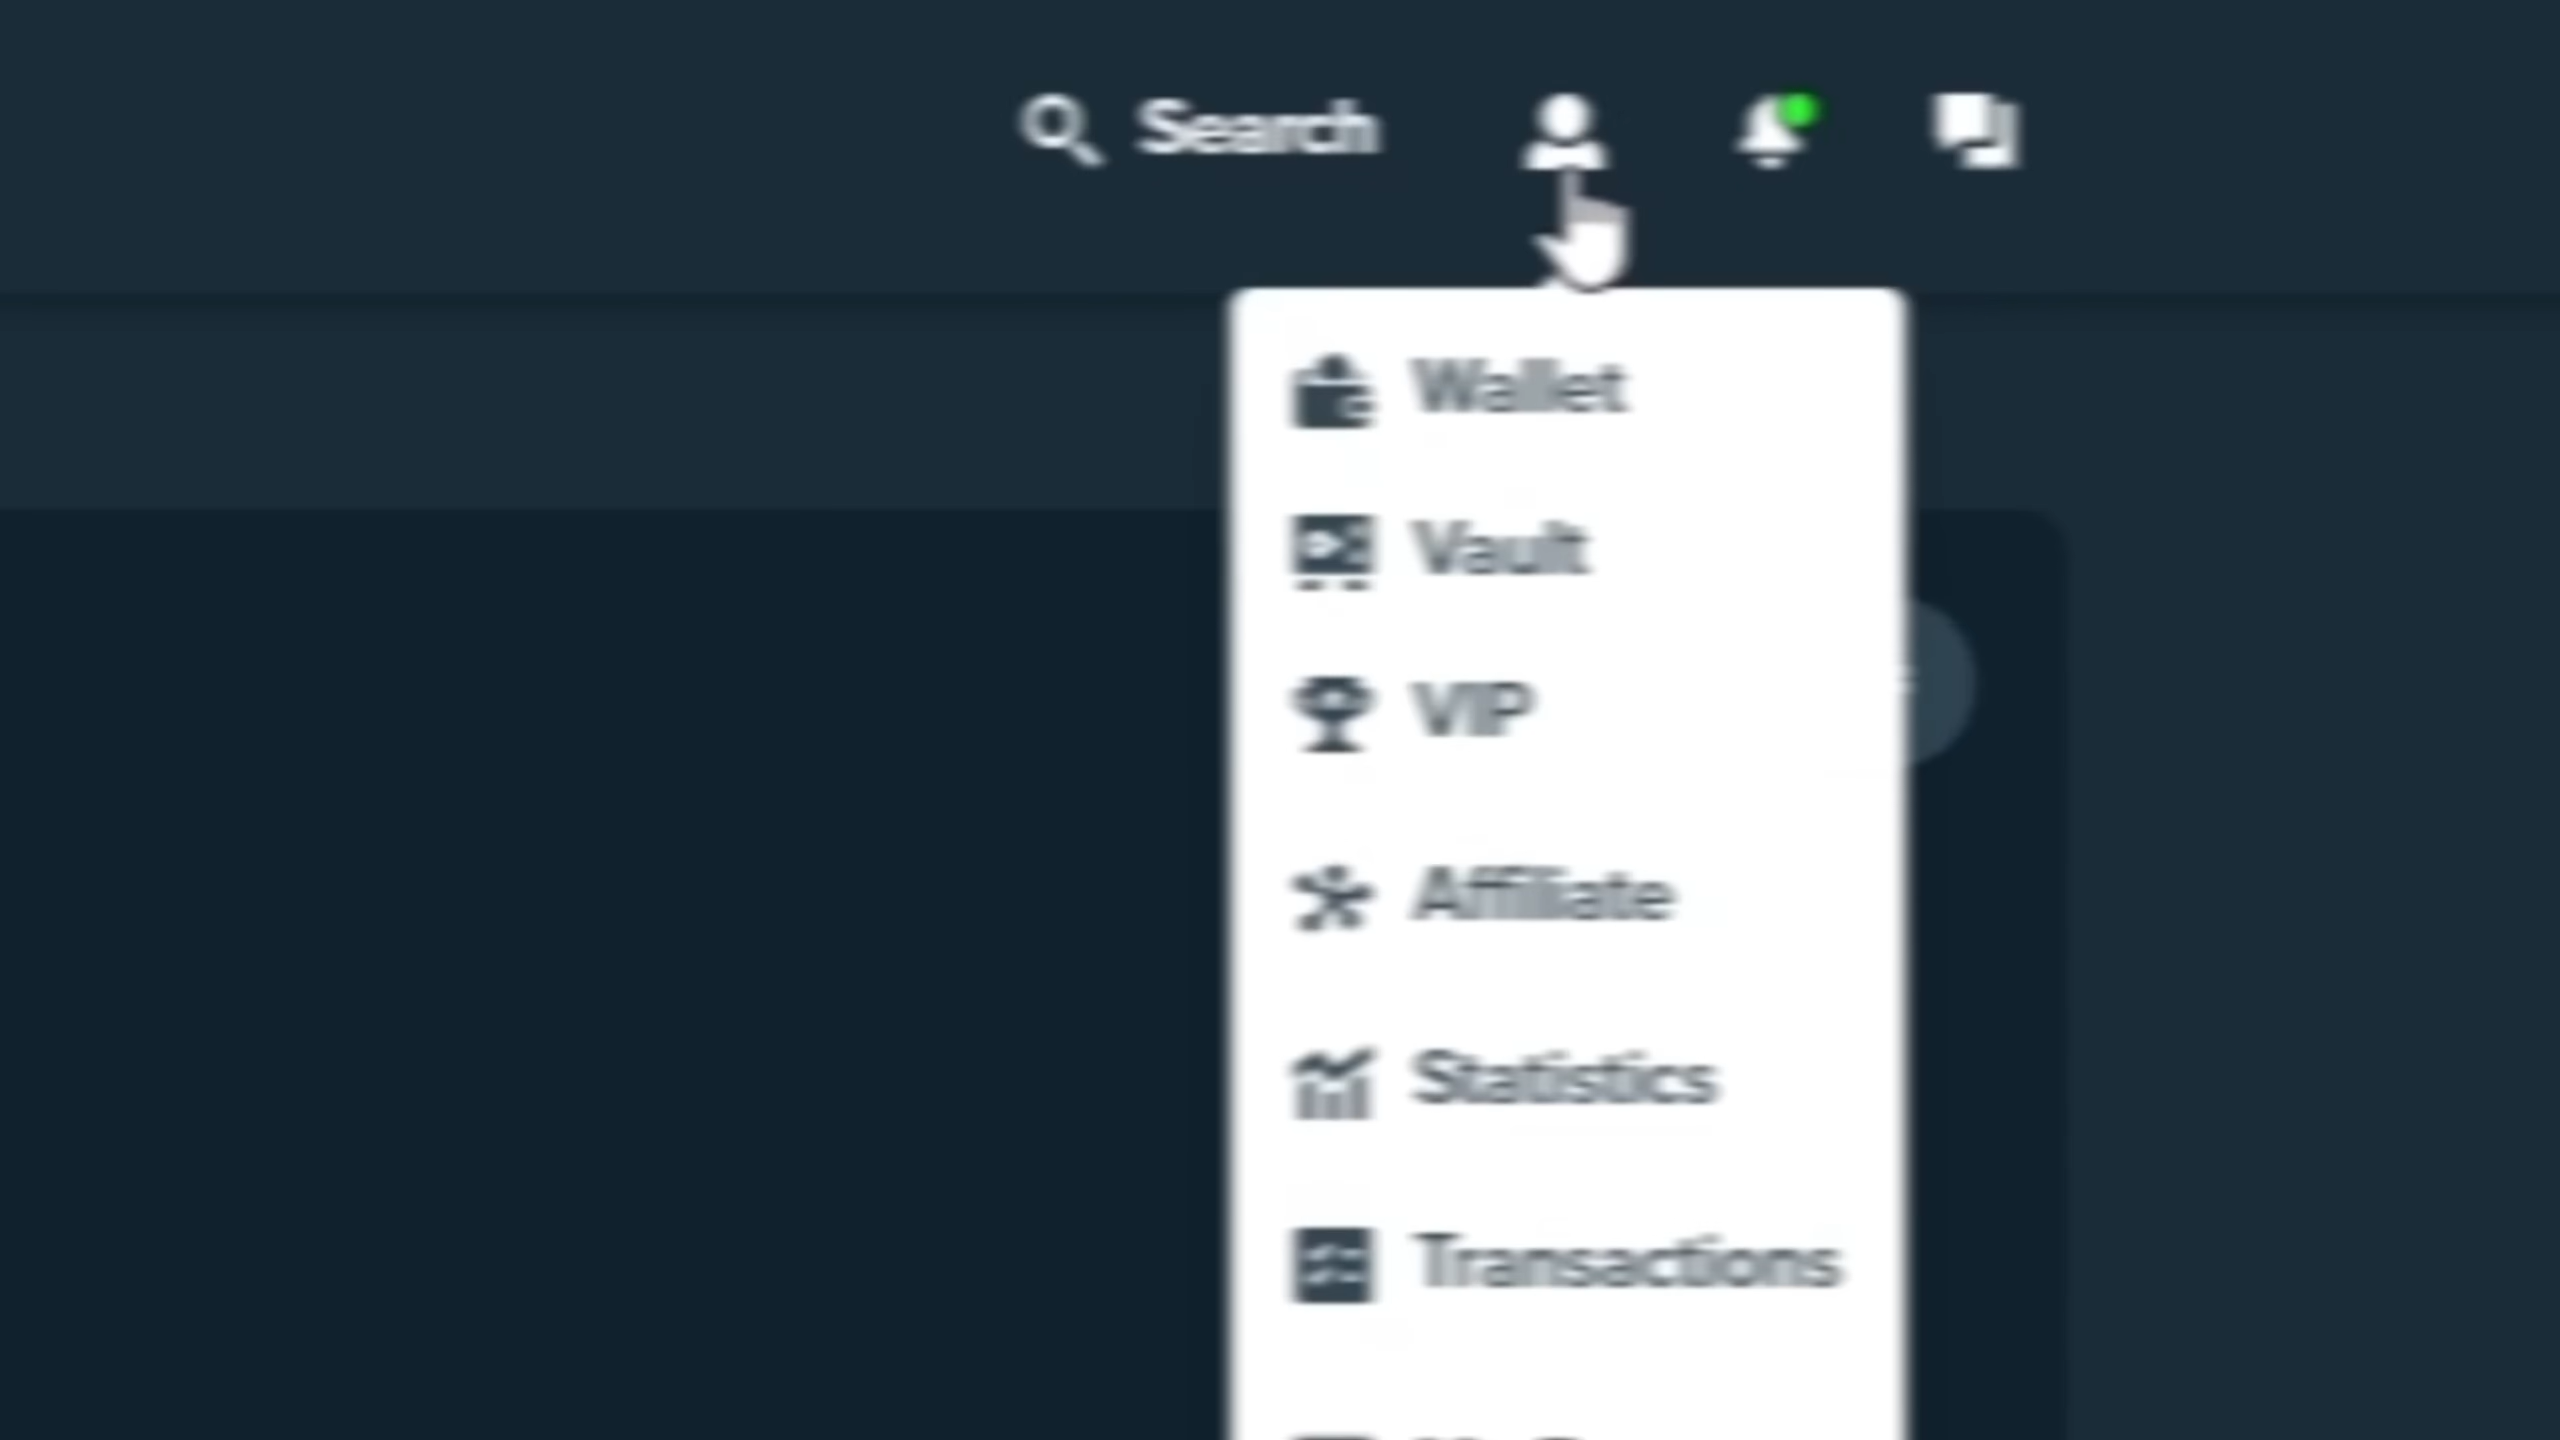 Search
Wallet
Vault
VIP
Affiliate
Statistics
Transactions